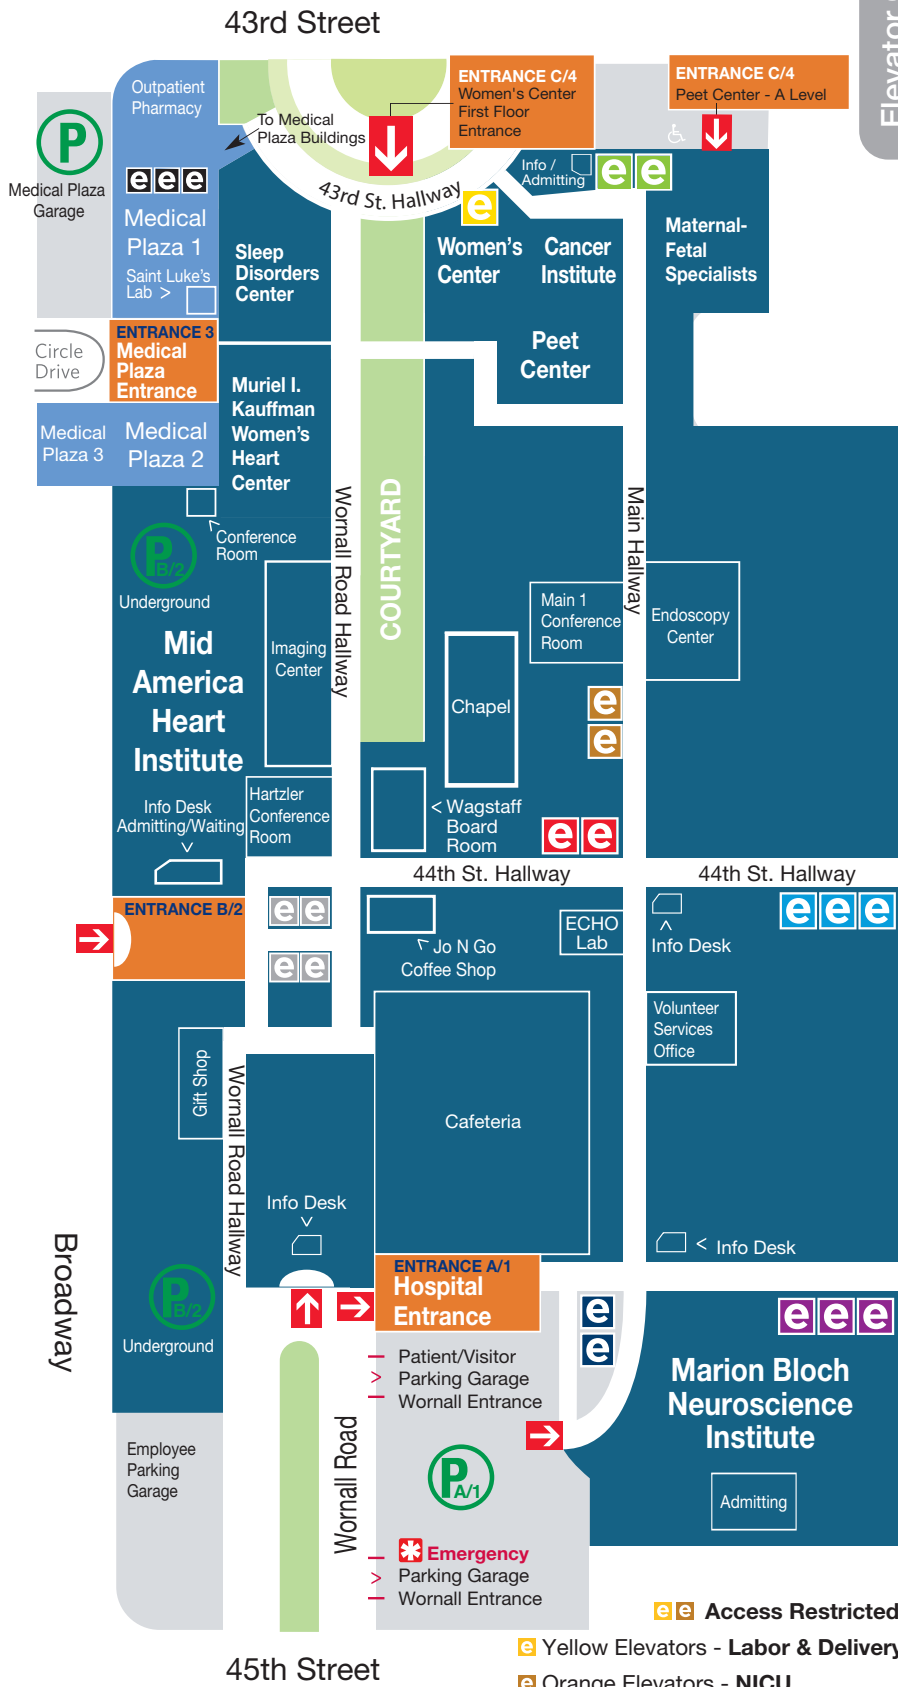 43rd Street
Elevator
ENTRANCE C/4
Women's Center
First Floor
Entrance
ENTRANCE C/4
Peet Center - A Level
Outpatient
Pharmacy
To Medical
Plaza Buildings
P
Medical Plaza
Garage
e e e
Medical
Plaza 1
Saint Luke's
Lab >
43rd St. Hallway
Info /
Admitting
e e
e
Sleep
Disorders
Center
Women's
Center
Cancer
Institute
Maternal-
Fetal
Specialists
Peet
Center
Circle
Drive
ENTRANCE 3
Medical
Plaza
Entrance
Muriel I.
Kauffman
Women's
Heart
Center
Medical
Plaza 3
Medical
Plaza 2
Conference
Room
P B/2
Underground
Wornall Road Hallway
COURTYARD
Main Hallway
Main 1
Conference
Room
Endoscopy
Center
Mid
America
Heart
Institute
Imaging
Center
Chapel
e
e
Info Desk
Admitting/Waiting
Hartzler
Conference
Room
< Wagstaff
Board
Room
e e
44th St. Hallway
44th St. Hallway
ENTRANCE B/2
e e
e e
Jo N Go
Coffee Shop
ECHO
Lab
Info Desk
e e e
Volunteer
Services
Office
Gift Shop
Wornall Road Hallway
Cafeteria
Info Desk
< Info Desk
Broadway
P B/2
Underground
ENTRANCE A/1
Hospital
Entrance
e
e
e e e
Patient/Visitor
> Parking Garage
Wornall Entrance
Marion Bloch
Neuroscience
Institute
Wornall Road
P A/1
Admitting
Employee
Parking
Garage
Emergency
> Parking Garage
Wornall Entrance
e e Access Restricted
e Yellow Elevators - Labor & Delivery
e Orange Elevators - NICU
45th Street